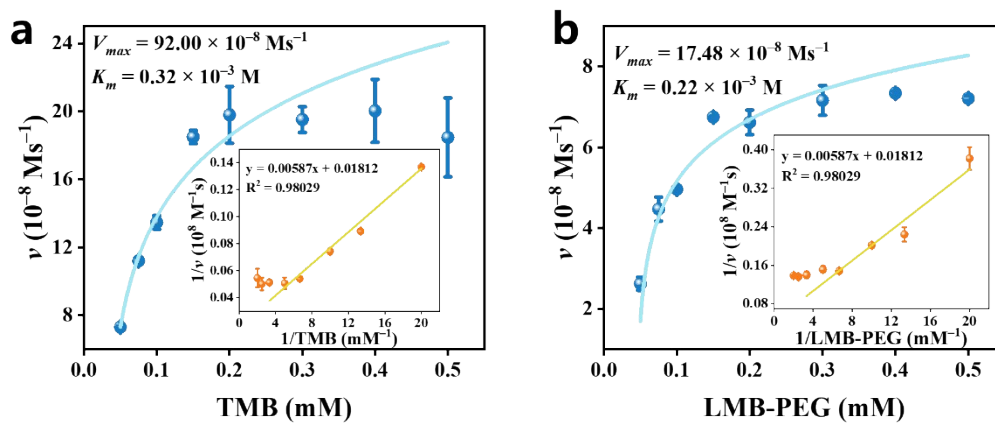 a
V_max = 92.00 × 10⁻⁸ Ms⁻¹
K_m = 0.32 × 10⁻³ M
24
20
16
12
8
v (10⁻⁸ Ms⁻¹)
0.0 0.1 0.2 0.3 0.4 0.5
TMB (mM)
y = 0.00587x + 0.01812
R² = 0.98029
0.14
0.12
0.10
0.08
0.06
0.04
1/v (10⁸ M⁻¹s)
0 4 8 12 16 20
1/TMB (mM⁻¹)
b
V_max = 17.48 × 10⁻⁸ Ms⁻¹
K_m = 0.22 × 10⁻³ M
8
6
4
2
v (10⁻⁸ Ms⁻¹)
0.0 0.1 0.2 0.3 0.4 0.5
LMB-PEG (mM)
y = 0.00587x + 0.01812
R² = 0.98029
0.40
0.32
0.24
0.16
0.08
1/v (10⁸ M⁻¹s)
0 4 8 12 16 20
1/LMB-PEG (mM⁻¹)